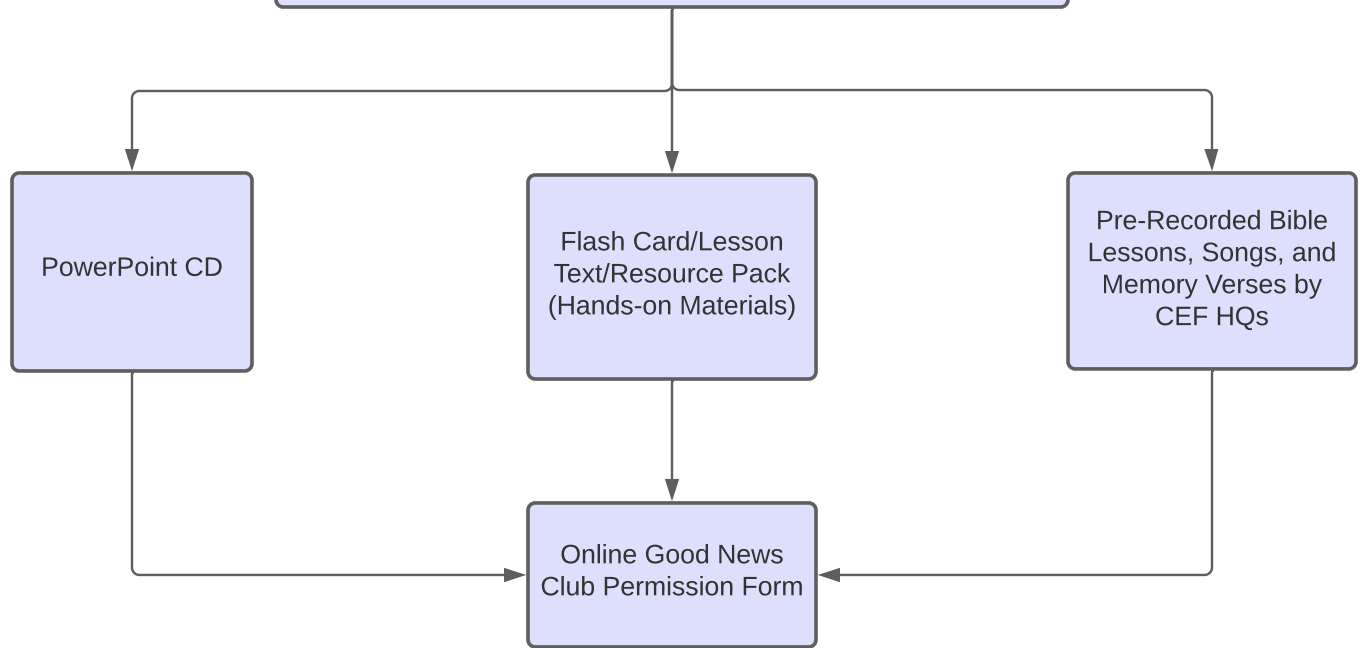 PowerPoint CD
Flash Card/Lesson
Text/Resource Pack
(Hands-on Materials)
Pre-Recorded Bible
Lessons, Songs, and
Memory Verses by
CEF HQs
Online Good News
Club Permission Form